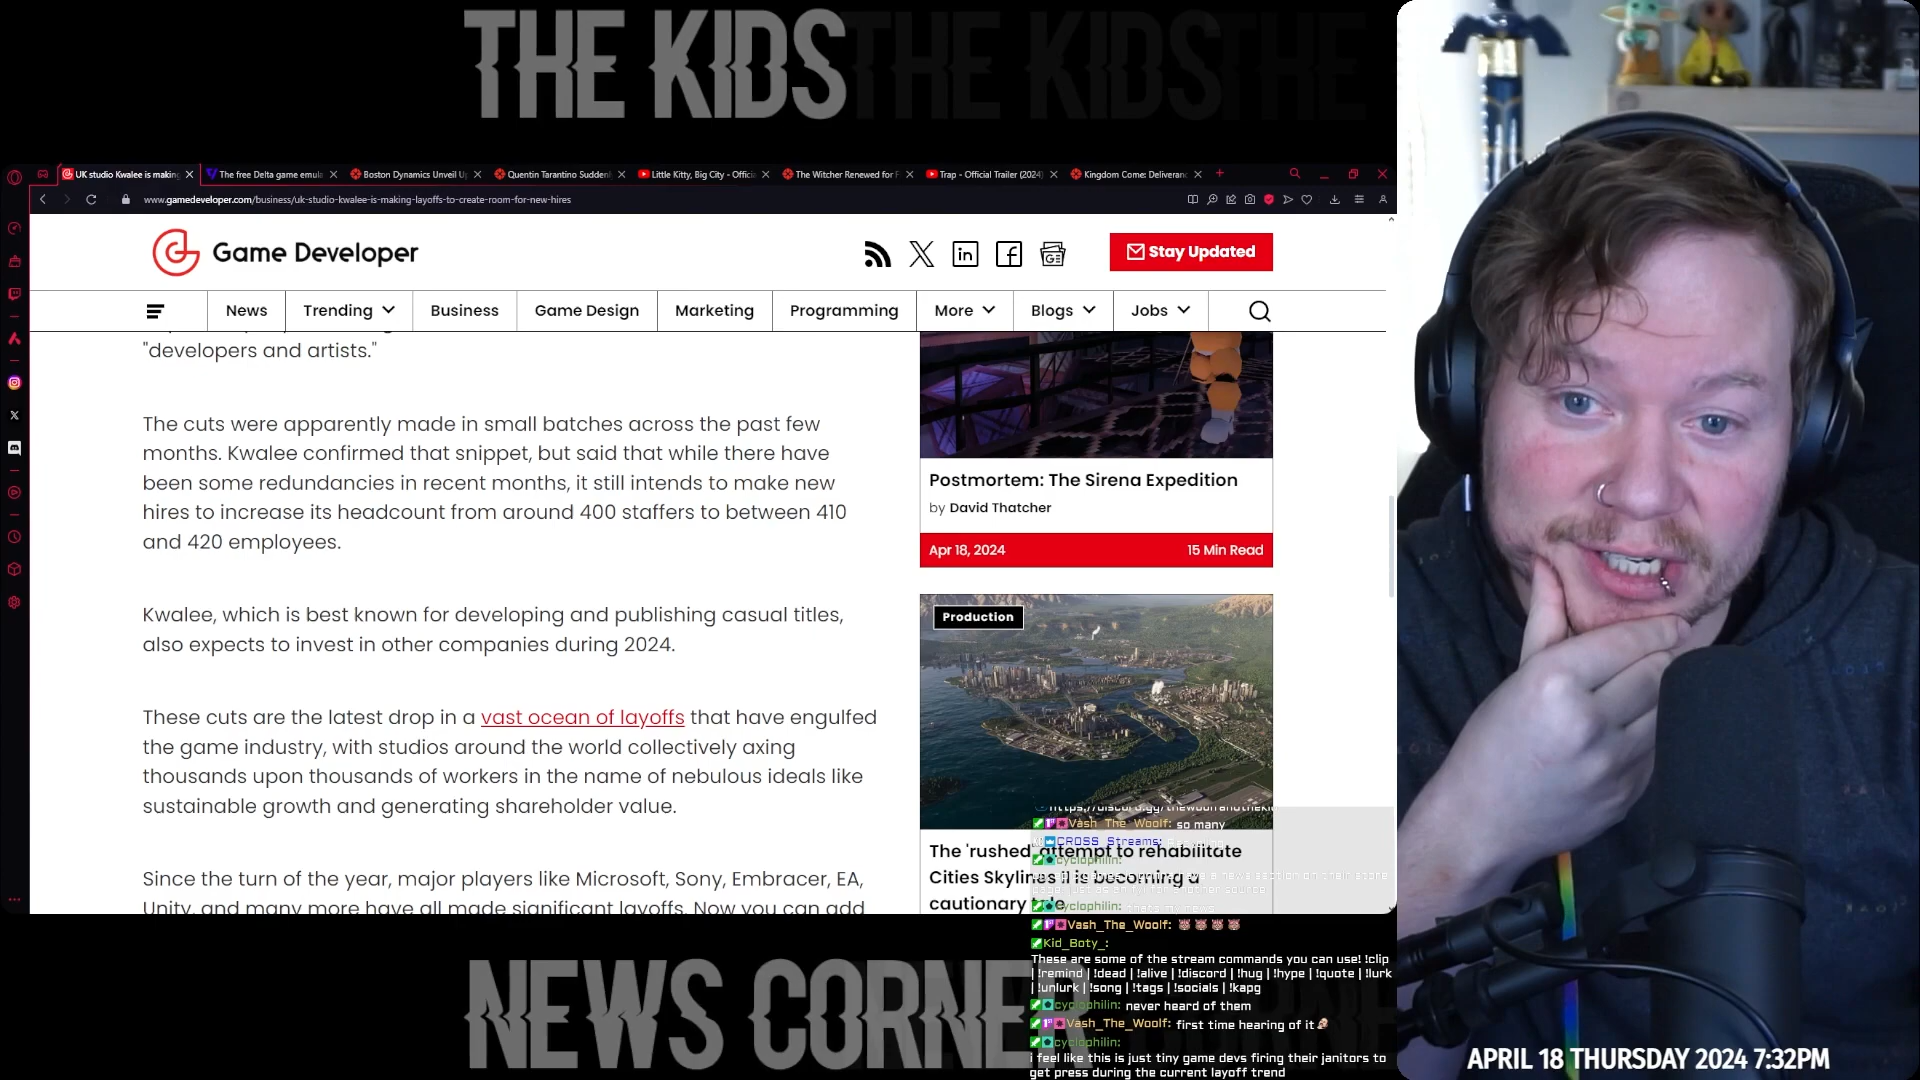 THE KIDS THE KIDS THE
UK studio Kwalee is making
The free Delta game emula
Boston Dynamics Unveil U
Quentin Tarantino Sudden
Little Kitty, Big City - Offici
The Witcher Renewed for F
Trap - Official Trailer (2024)
Kingdom Come: Deliveranc
www.gamedeveloper.com/business/uk-studio-kwalee-is-making-layoffs-to-create-room-for-new-hires
Game Developer
Stay Updated
News
Trending
Business
Game Design
Marketing
Programming
More
Blogs
Jobs
"developers and artists."
The cuts were apparently made in small batches across the past few
months. Kwalee confirmed that snippet, but said that while there have
been some redundancies in recent months, it still intends to make new
hires to increase its headcount from around 400 staffers to between 410
and 420 employees.
Kwalee, which is best known for developing and publishing casual titles,
also expects to invest in other companies during 2024.
These cuts are the latest drop in a vast ocean of layoffs that have engulfed
the game industry, with studios around the world collectively axing
thousands upon thousands of workers in the name of nebulous ideals like
sustainable growth and generating shareholder value.
Since the turn of the year, major players like Microsoft, Sony, Embracer, EA,
Unity, and many more have all made significant layoffs. Now you can add
Postmortem: The Sirena Expedition
by David Thatcher
Apr 18, 2024
15 Min Read
Production
The 'rushed' attempt to rehabilitate
Cities Skylines II is becoming a
cautionary tale
Vash_The_Woolf: so many
CROSS_Streams:
cyclophilin:
cyclophilin:
Vash_The_Woolf:
Kid_Boty_:
These are some of the stream commands you can use! !clip
| !remind | !dead | !alive | !discord | !hug | !hype | !quote | !lurk
| !unlurk | !song | !tags | !socials | !kapg
cyclophilin: never heard of them
Vash_The_Woolf: first time hearing of it
cyclophilin:
i feel like this is just tiny game devs firing their janitors to
get press during the current layoff trend
NEWS CORNER
APRIL 18 THURSDAY 2024 7:32PM